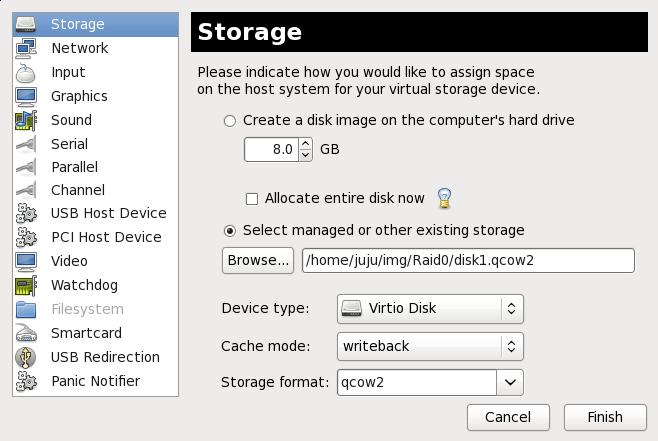 Storage
Network
Input
Graphics
Sound
Serial
Parallel
Channel
USB Host Device
PCI Host Device
Video
Watchdog
Filesystem
Smartcard
USB Redirection
Panic Notifier
Storage
Please indicate how you would like to assign space
on the host system for your virtual storage device.
Create a disk image on the computer's hard drive
8.0 GB
Allocate entire disk now
Select managed or other existing storage
Browse... /home/juju/img/Raid0/disk1.qcow2
Device type: Virtio Disk
Cache mode: writeback
Storage format: qcow2
Cancel Finish